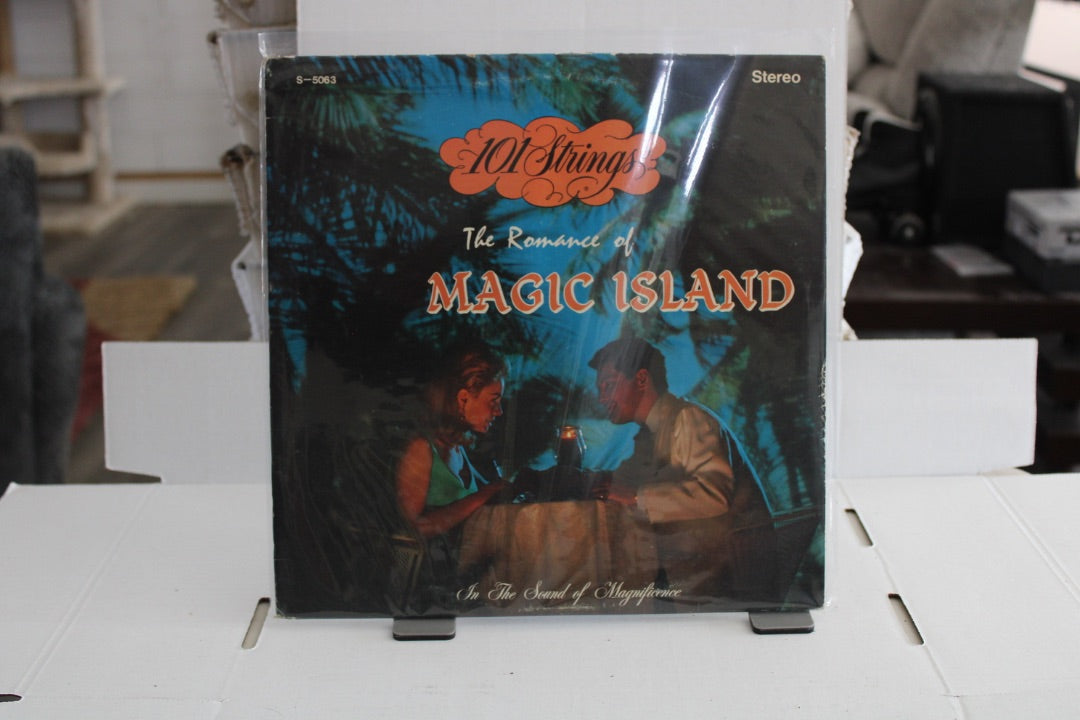 S-5063
Stereo
101 Strings
The Romance of
MAGIC ISLAND
In The Sound of Magnificence